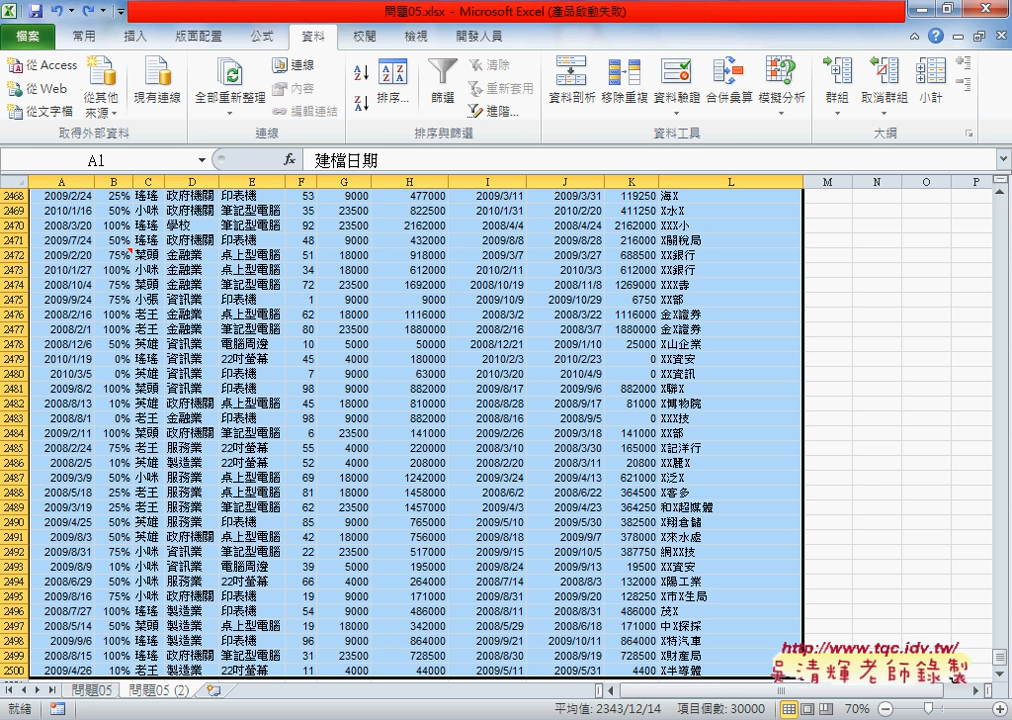 問題05.xlsx - Microsoft Excel (產品啟動失敗)
檔案 常用 插入 版面配置 公式 資料 校閱 檢視 開發人員
從 Access
從 Web
從文字檔
從其他來源
現有連線
全部重新整理
連線
內容
編輯連結
排序...
篩選
清除
重新套用
進階...
資料剖析 移除重複 資料驗證 合併彙算 模擬分析
群組 取消群組 小計
取得外部資料 連線 排序與篩選 資料工具 大綱
A1 fx 建檔日期
A B C D E F G H I J K L M N O P
2468 2009/2/24 25% 瑤瑤 政府機關 印表機 53 9000 477000 2009/3/11 2009/3/31 119250 海X
2469 2010/1/16 50% 小咪 政府機關 筆記型電腦 35 23500 822500 2010/1/31 2010/2/20 411250 X水X
2470 2008/3/20 100% 瑤瑤 學校 筆記型電腦 92 23500 2162000 2008/4/4 2008/4/24 2162000 XXX小
2471 2009/7/24 50% 瑤瑤 政府機關 印表機 48 9000 432000 2009/8/8 2009/8/28 216000 X關稅局
2472 2009/2/20 75% 菜頭 金融業 桌上型電腦 51 18000 918000 2009/3/7 2009/3/27 688500 XX銀行
2473 2010/1/27 100% 小咪 金融業 桌上型電腦 34 18000 612000 2010/2/11 2010/3/3 612000 XX銀行
2474 2008/10/4 75% 菜頭 金融業 筆記型電腦 72 23500 1692000 2008/10/19 2008/11/8 1269000 XXX壽
2475 2009/9/24 75% 小張 資訊業 印表機 1 9000 9000 2009/10/9 2009/10/29 6750 XX部
2476 2008/2/16 100% 老王 金融業 桌上型電腦 62 18000 1116000 2008/3/2 2008/3/22 1116000 金X證券
2477 2008/2/1 100% 老王 金融業 筆記型電腦 80 23500 1880000 2008/2/16 2008/3/7 1880000 金X證券
2478 2008/12/6 50% 英雄 資訊業 電腦周邊 10 5000 50000 2008/12/21 2009/1/10 25000 X山企業
2479 2010/1/19 0% 瑤瑤 資訊業 22吋螢幕 45 4000 180000 2010/2/3 2010/2/23 0 XX資安
2480 2010/3/5 0% 英雄 資訊業 印表機 7 9000 63000 2010/3/20 2010/4/9 0 XX資訊
2481 2009/8/2 100% 菜頭 資訊業 印表機 98 9000 882000 2009/8/17 2009/9/6 882000 X聯X
2482 2008/8/13 10% 英雄 政府機關 桌上型電腦 45 18000 810000 2008/8/28 2008/9/17 81000 X博物院
2483 2008/8/1 0% 老王 金融業 印表機 98 9000 882000 2008/8/16 2008/9/5 0 XXX技
2484 2009/2/11 100% 菜頭 政府機關 筆記型電腦 6 23500 141000 2009/2/26 2009/3/18 141000 XX部
2485 2008/2/24 75% 老王 服務業 22吋螢幕 55 4000 220000 2008/3/10 2008/3/30 165000 X記洋行
2486 2008/2/5 10% 英雄 製造業 22吋螢幕 52 4000 208000 2008/2/20 2008/3/11 20800 XX麗X
2487 2009/3/9 50% 小咪 服務業 桌上型電腦 69 18000 1242000 2009/3/24 2009/4/13 621000 X泛X
2488 2008/5/18 25% 老王 服務業 桌上型電腦 81 18000 1458000 2008/6/2 2008/6/22 364500 X客多
2489 2009/3/19 25% 老王 服務業 筆記型電腦 62 23500 1457000 2009/4/3 2009/4/23 364250 和X超媒體
2490 2009/4/25 50% 英雄 服務業 印表機 85 9000 765000 2009/5/10 2009/5/30 382500 X翔倉儲
2491 2009/8/3 50% 英雄 政府機關 桌上型電腦 42 18000 756000 2009/8/18 2009/9/7 378000 X來水處
2492 2009/8/31 75% 小咪 資訊業 筆記型電腦 22 23500 517000 2009/9/15 2009/10/5 387750 網XX技
2493 2009/8/9 10% 小咪 資訊業 電腦周邊 39 5000 195000 2009/8/24 2009/9/13 19500 XX資安
2494 2008/6/29 50% 小咪 服務業 22吋螢幕 66 4000 264000 2008/7/14 2008/8/3 132000 X陽工業
2495 2009/8/16 75% 小咪 政府機關 印表機 19 9000 171000 2009/8/31 2009/9/20 128250 X市X生局
2496 2008/7/27 100% 瑤瑤 製造業 印表機 54 9000 486000 2008/8/11 2008/8/31 486000 茂X
2497 2008/5/14 50% 菜頭 製造業 桌上型電腦 19 18000 342000 2008/5/29 2008/6/18 171000 中X探採
2498 2009/9/6 100% 瑤瑤 製造業 印表機 96 9000 864000 2009/9/21 2009/10/11 864000 X特汽車
2499 2008/8/15 100% 瑤瑤 政府機關 筆記型電腦 31 23500 728500 2008/8/30 2008/9/19 728500 X財產局
2500 2009/4/26 10% 老王 製造業 22吋螢幕 11 4000 44000 2009/5/11 2009/5/31 4400 X半導體
http://www.tqc.idv.tw/
吳清輝老師錄製
問題05 問題05 (2)
就緒 平均值: 2343/12/14 項目個數: 30000 70%